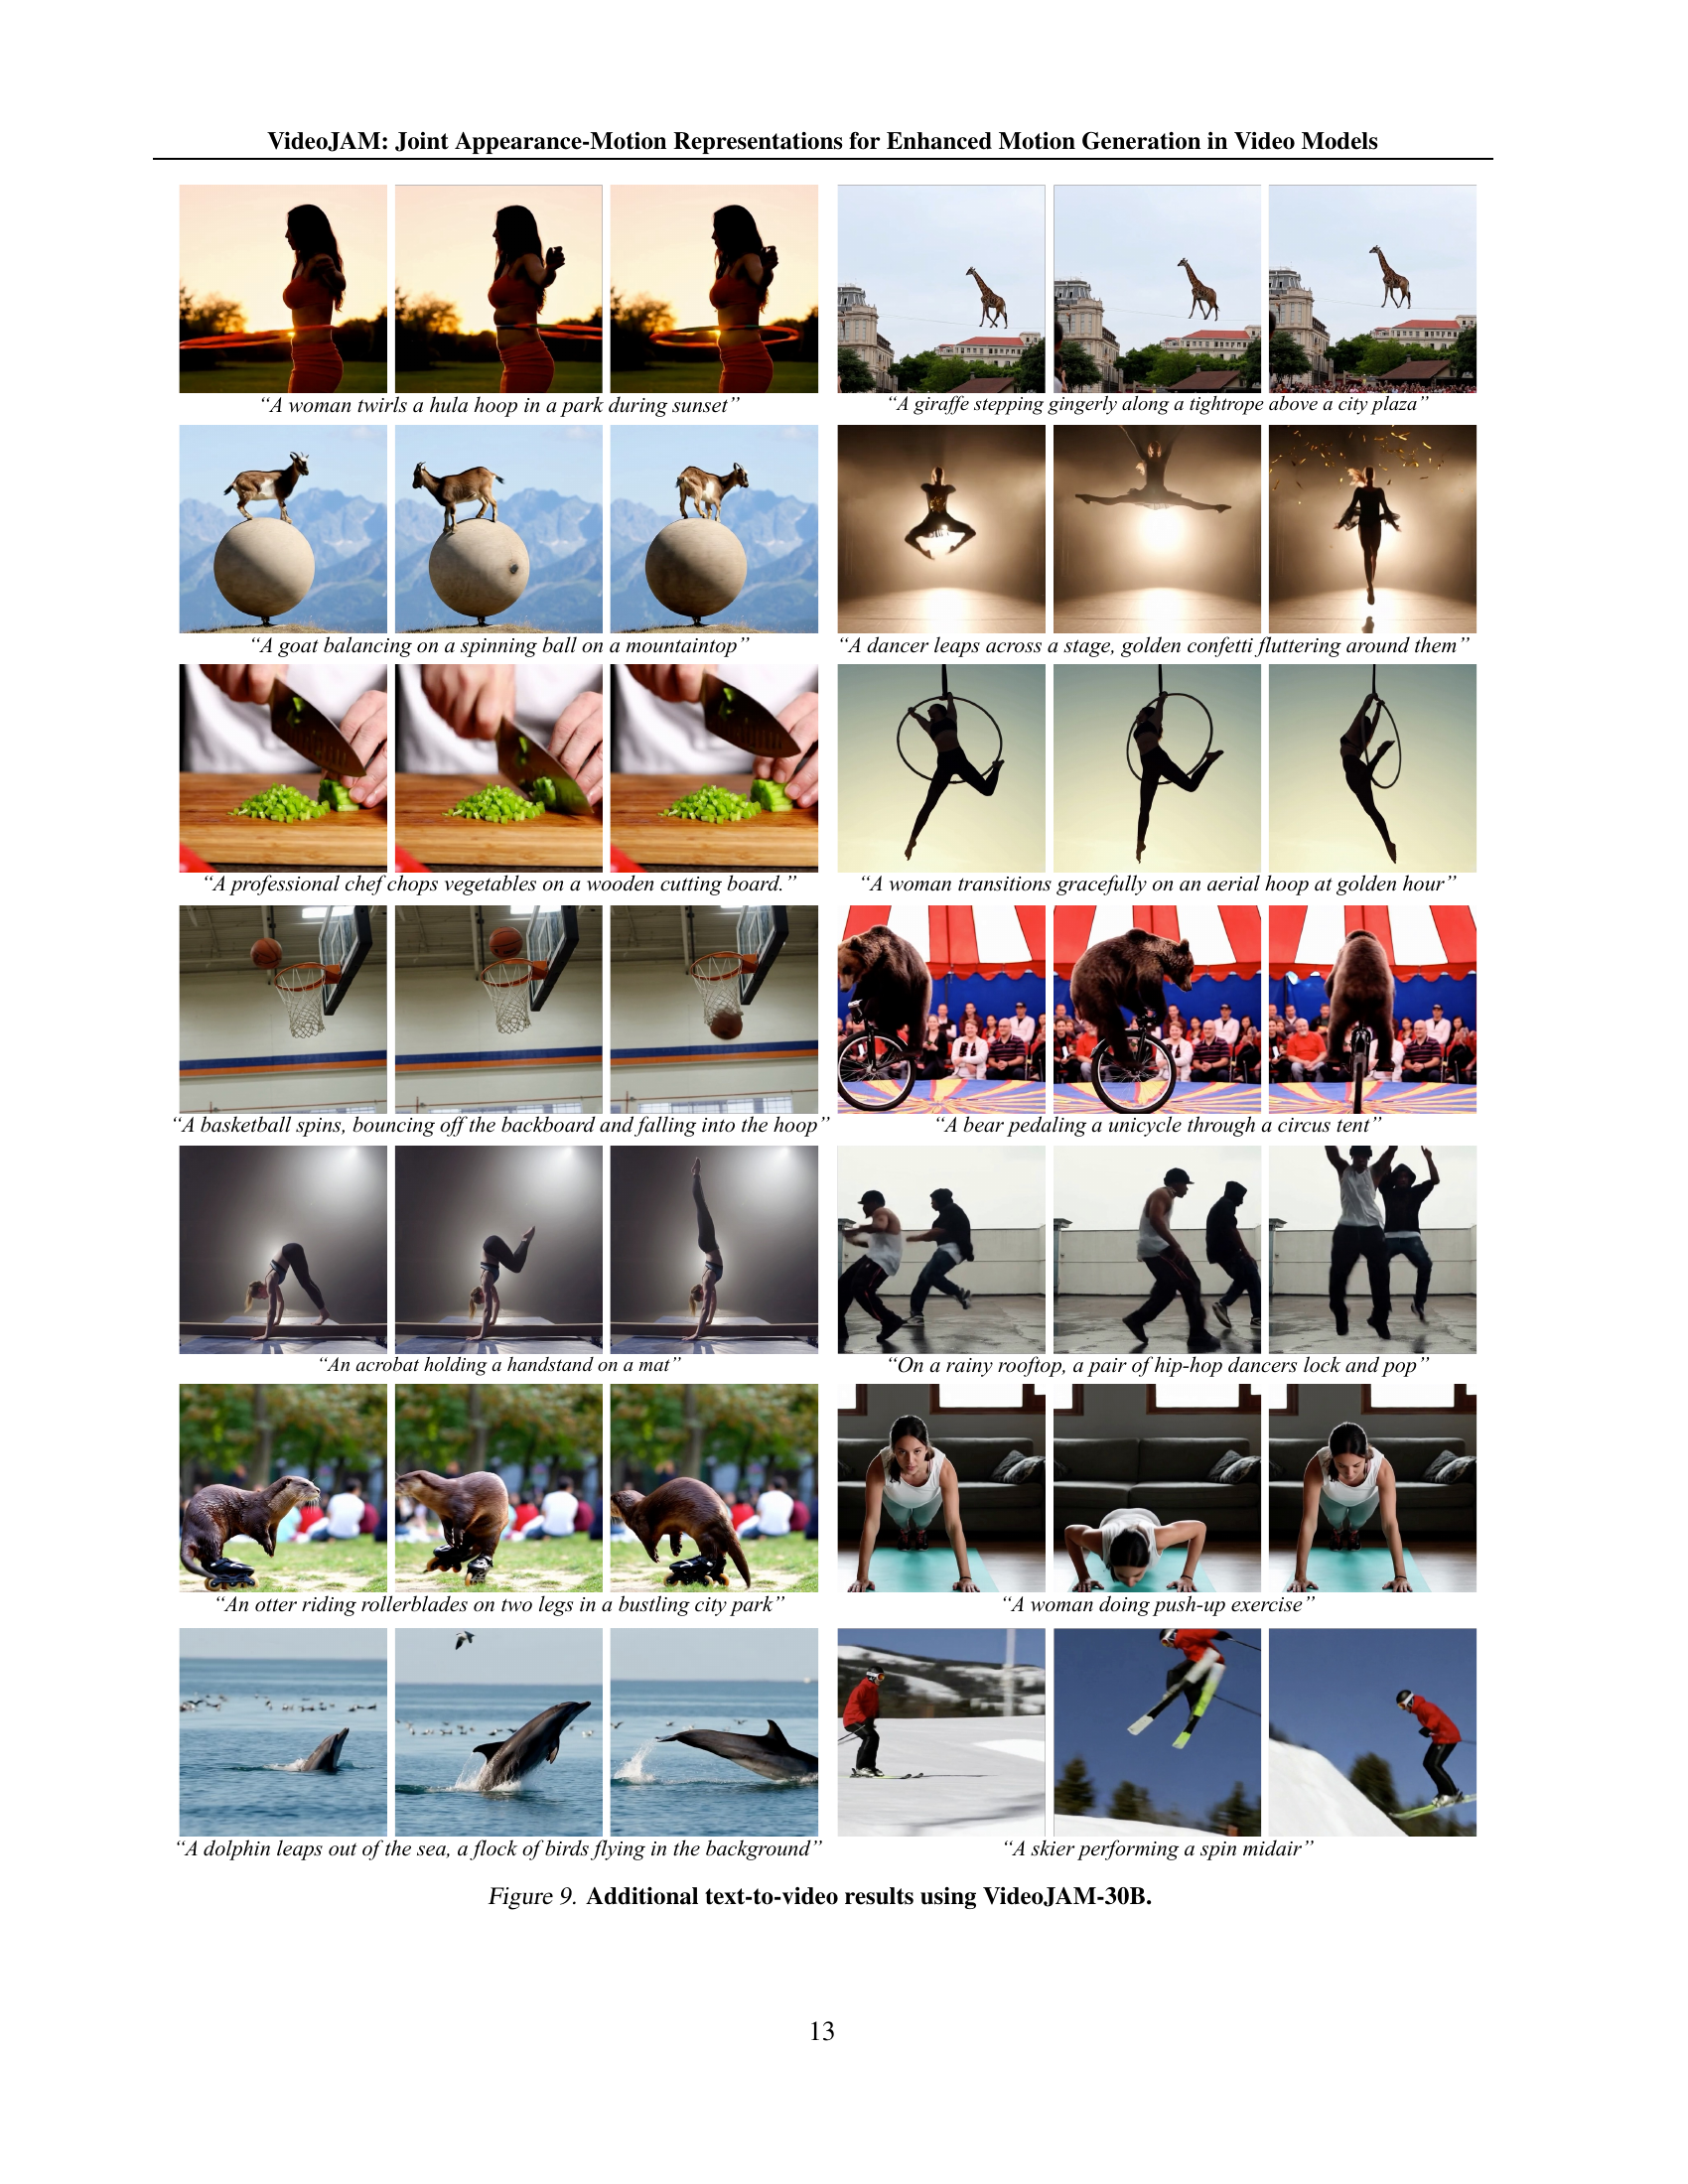 VideoJAM: Joint Appearance-Motion Representations for Enhanced Motion Generation in Video Models
“A woman twirls a hula hoop in a park during sunset”
“A giraffe stepping gingerly along a tightrope above a city plaza”
“A goat balancing on a spinning ball on a mountaintop”
“A dancer leaps across a stage, golden confetti fluttering around them”
“A professional chef chops vegetables on a wooden cutting board.”
“A woman transitions gracefully on an aerial hoop at golden hour”
“A basketball spins, bouncing off the backboard and falling into the hoop”
“A bear pedaling a unicycle through a circus tent”
“An acrobat holding a handstand on a mat”
“On a rainy rooftop, a pair of hip-hop dancers lock and pop”
“An otter riding rollerblades on two legs in a bustling city park”
“A woman doing push-up exercise”
“A dolphin leaps out of the sea, a flock of birds flying in the background”
“A skier performing a spin midair”
Figure 9. Additional text-to-video results using VideoJAM-30B.
13